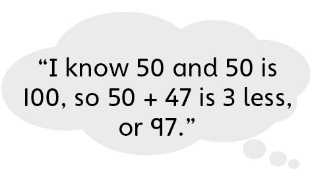 “I know 50 and 50 is
100, so 50 + 47 is 3 less,
or 97.”